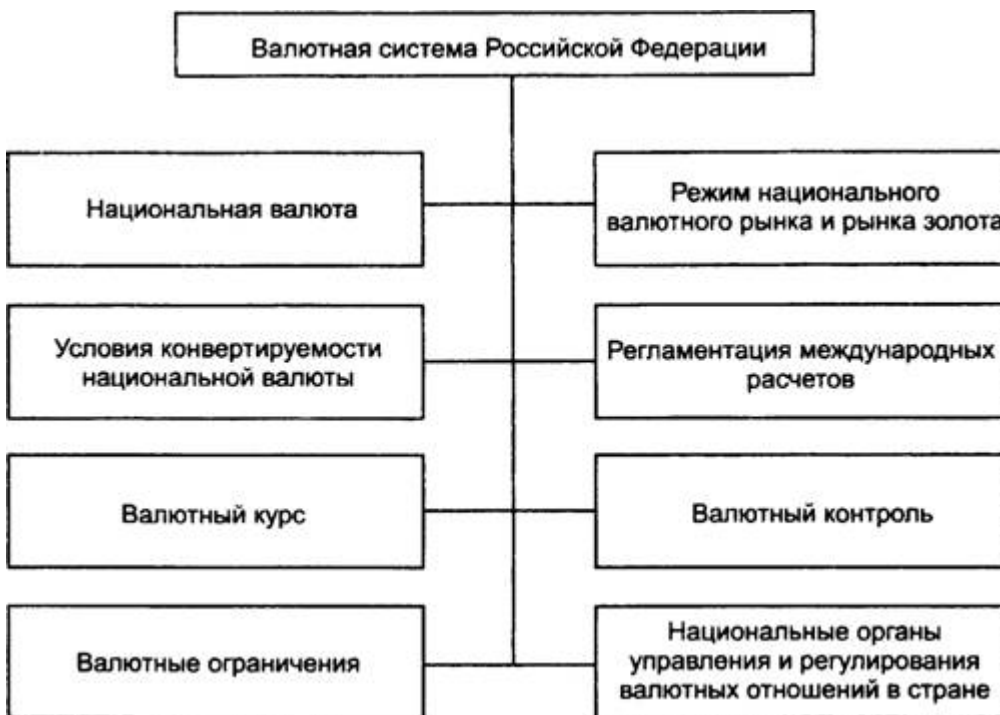 Валютная система Российской Федерации
Национальная валюта
Режим национального
валютного рынка и рынка золота
Условия конвертируемости
национальной валюты
Регламентация международных
расчетов
Валютный курс
Валютный контроль
Валютные ограничения
Национальные органы
управления и регулирования
валютных отношений в стране